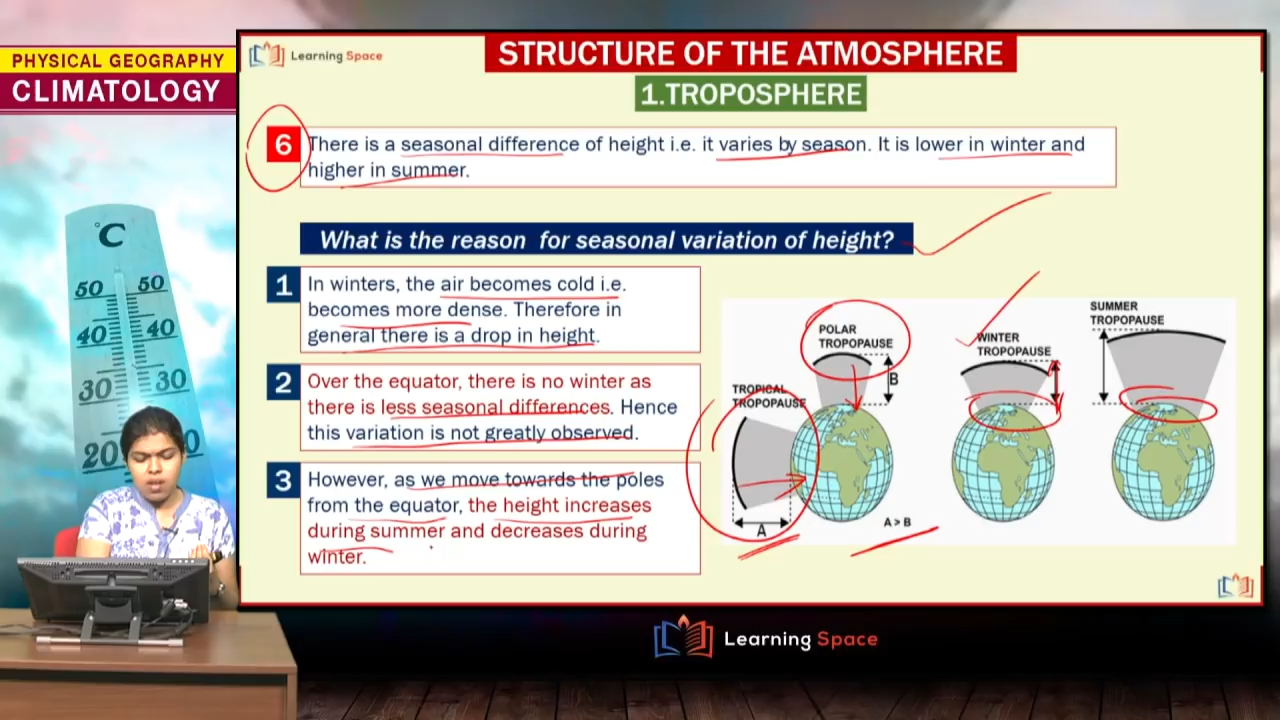 PHYSICAL GEOGRAPHY
CLIMATOLOGY
Learning Space
STRUCTURE OF THE ATMOSPHERE
1.TROPOSPHERE
6
There is a seasonal difference of height i.e. it varies by season. It is lower in winter and
higher in summer.
What is the reason for seasonal variation of height?
1
In winters, the air becomes cold i.e.
becomes more dense. Therefore in
general there is a drop in height.
2
Over the equator, there is no winter as
there is less seasonal differences. Hence
this variation is not greatly observed.
3
However, as we move towards the poles
from the equator, the height increases
during summer and decreases during
winter.
POLAR
TROPOPAUSE
B
TROPICAL
TROPOPAUSE
A
A > B
WINTER
TROPOPAUSE
SUMMER
TROPOPAUSE
°C
50 50
40 40
30 30
20 0
Learning Space